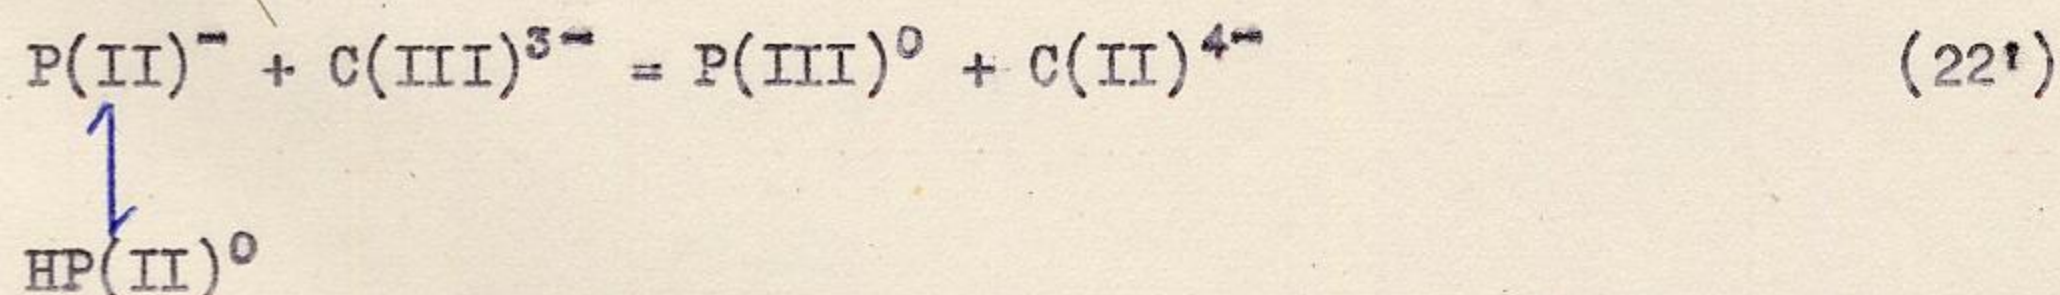 P(II)⁻ + C(III)³⁻ = P(III)⁰ + C(II)⁴⁻ (22')
HP(II)⁰